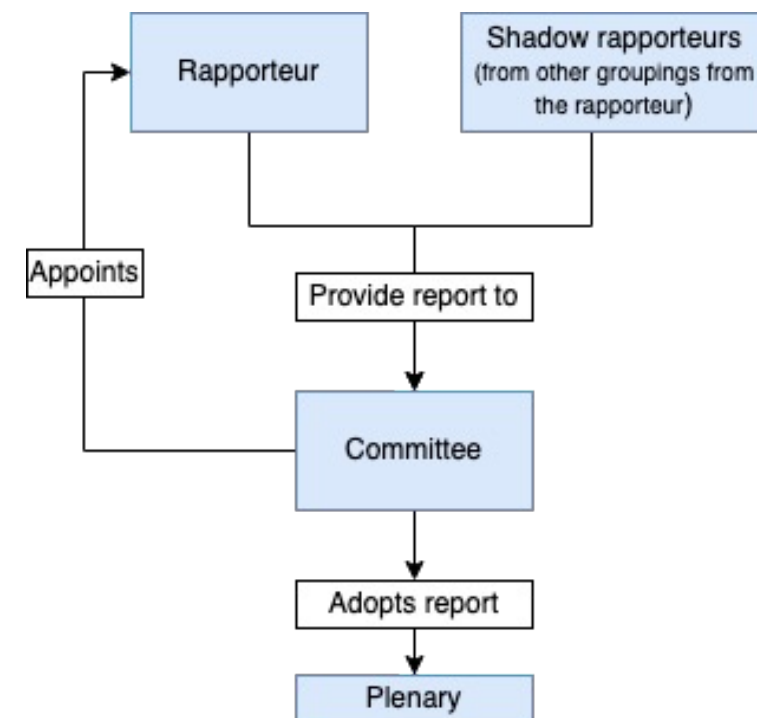 Rapporteur
Shadow rapporteurs
(from other groupings from
the rapporteur)
Appoints
Provide report to
Committee
Adopts report
Plenary